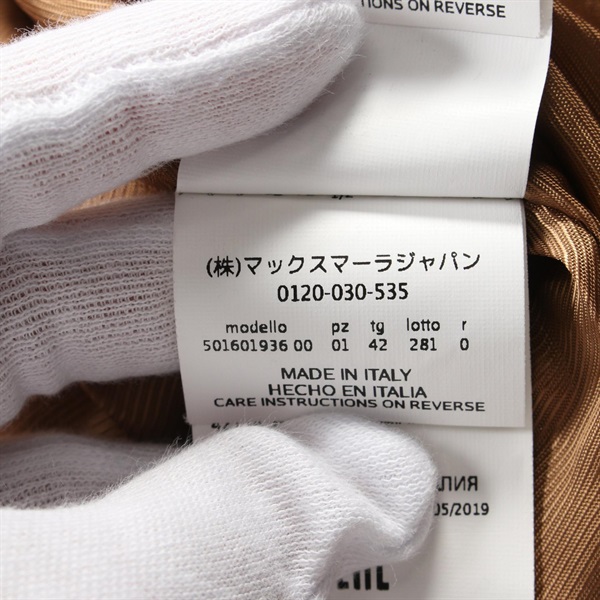 IONS ON REVERSE
(株)マックスマーラジャパン
0120-030-535
modello pz tg lotto r
501601936 00 01 42 281 0
MADE IN ITALY
HECHO EN ITALIA
CARE INSTRUCTIONS ON REVERSE
ЛИЯ
05/2019